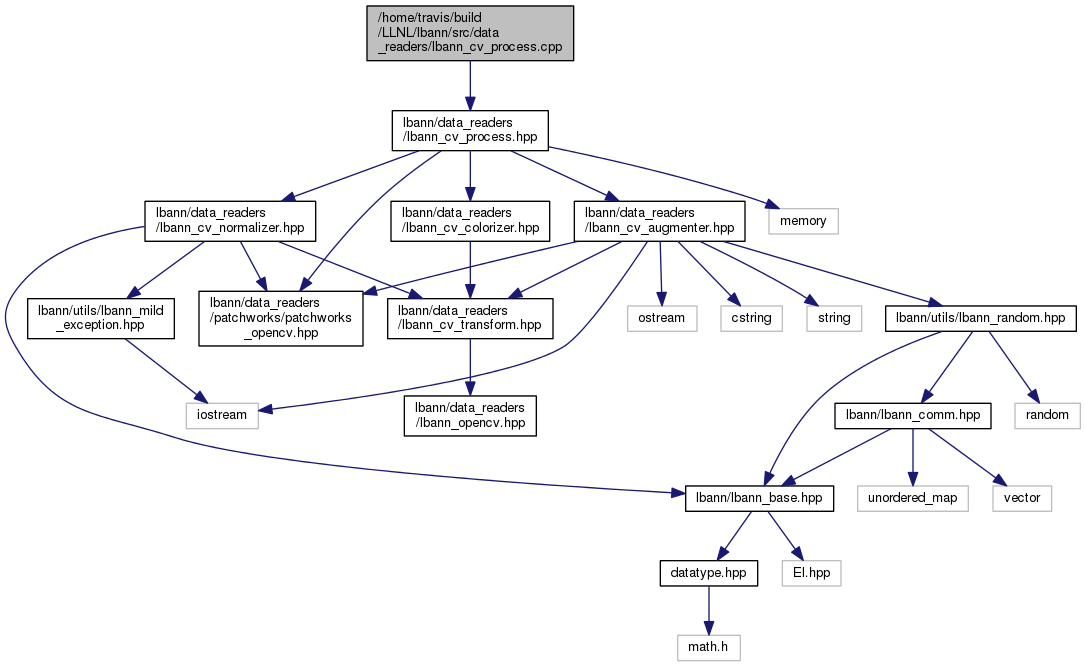 /home/travis/build
/LLNL/lbann/src/data
_readers/lbann_cv_process.cpp
lbann/data_readers
/lbann_cv_process.hpp
lbann/data_readers
/lbann_cv_normalizer.hpp
lbann/data_readers
/lbann_cv_colorizer.hpp
lbann/data_readers
/lbann_cv_augmenter.hpp
memory
lbann/utils/lbann_mild
_exception.hpp
lbann/data_readers
/patchworks/patchworks
_opencv.hpp
lbann/data_readers
/lbann_cv_transform.hpp
ostream
cstring
string
lbann/utils/lbann_random.hpp
iostream
lbann/data_readers
/lbann_opencv.hpp
lbann/lbann_comm.hpp
random
lbann/lbann_base.hpp
unordered_map
vector
datatype.hpp
El.hpp
math.h